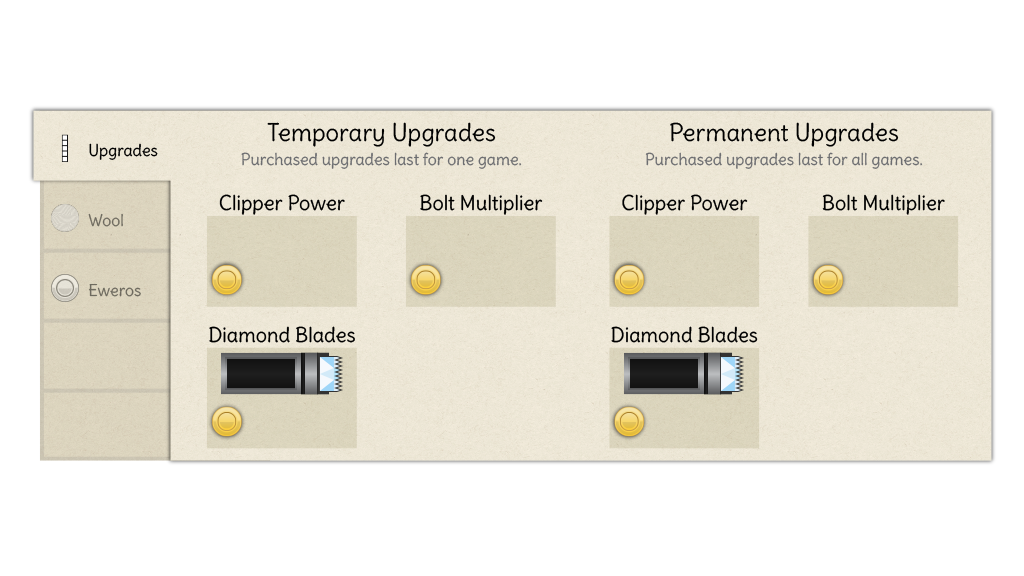 Upgrades
Wool
Eweros
Temporary Upgrades
Purchased upgrades last for one game.
Clipper Power
Bolt Multiplier
Diamond Blades
Permanent Upgrades
Purchased upgrades last for all games.
Clipper Power
Bolt Multiplier
Diamond Blades